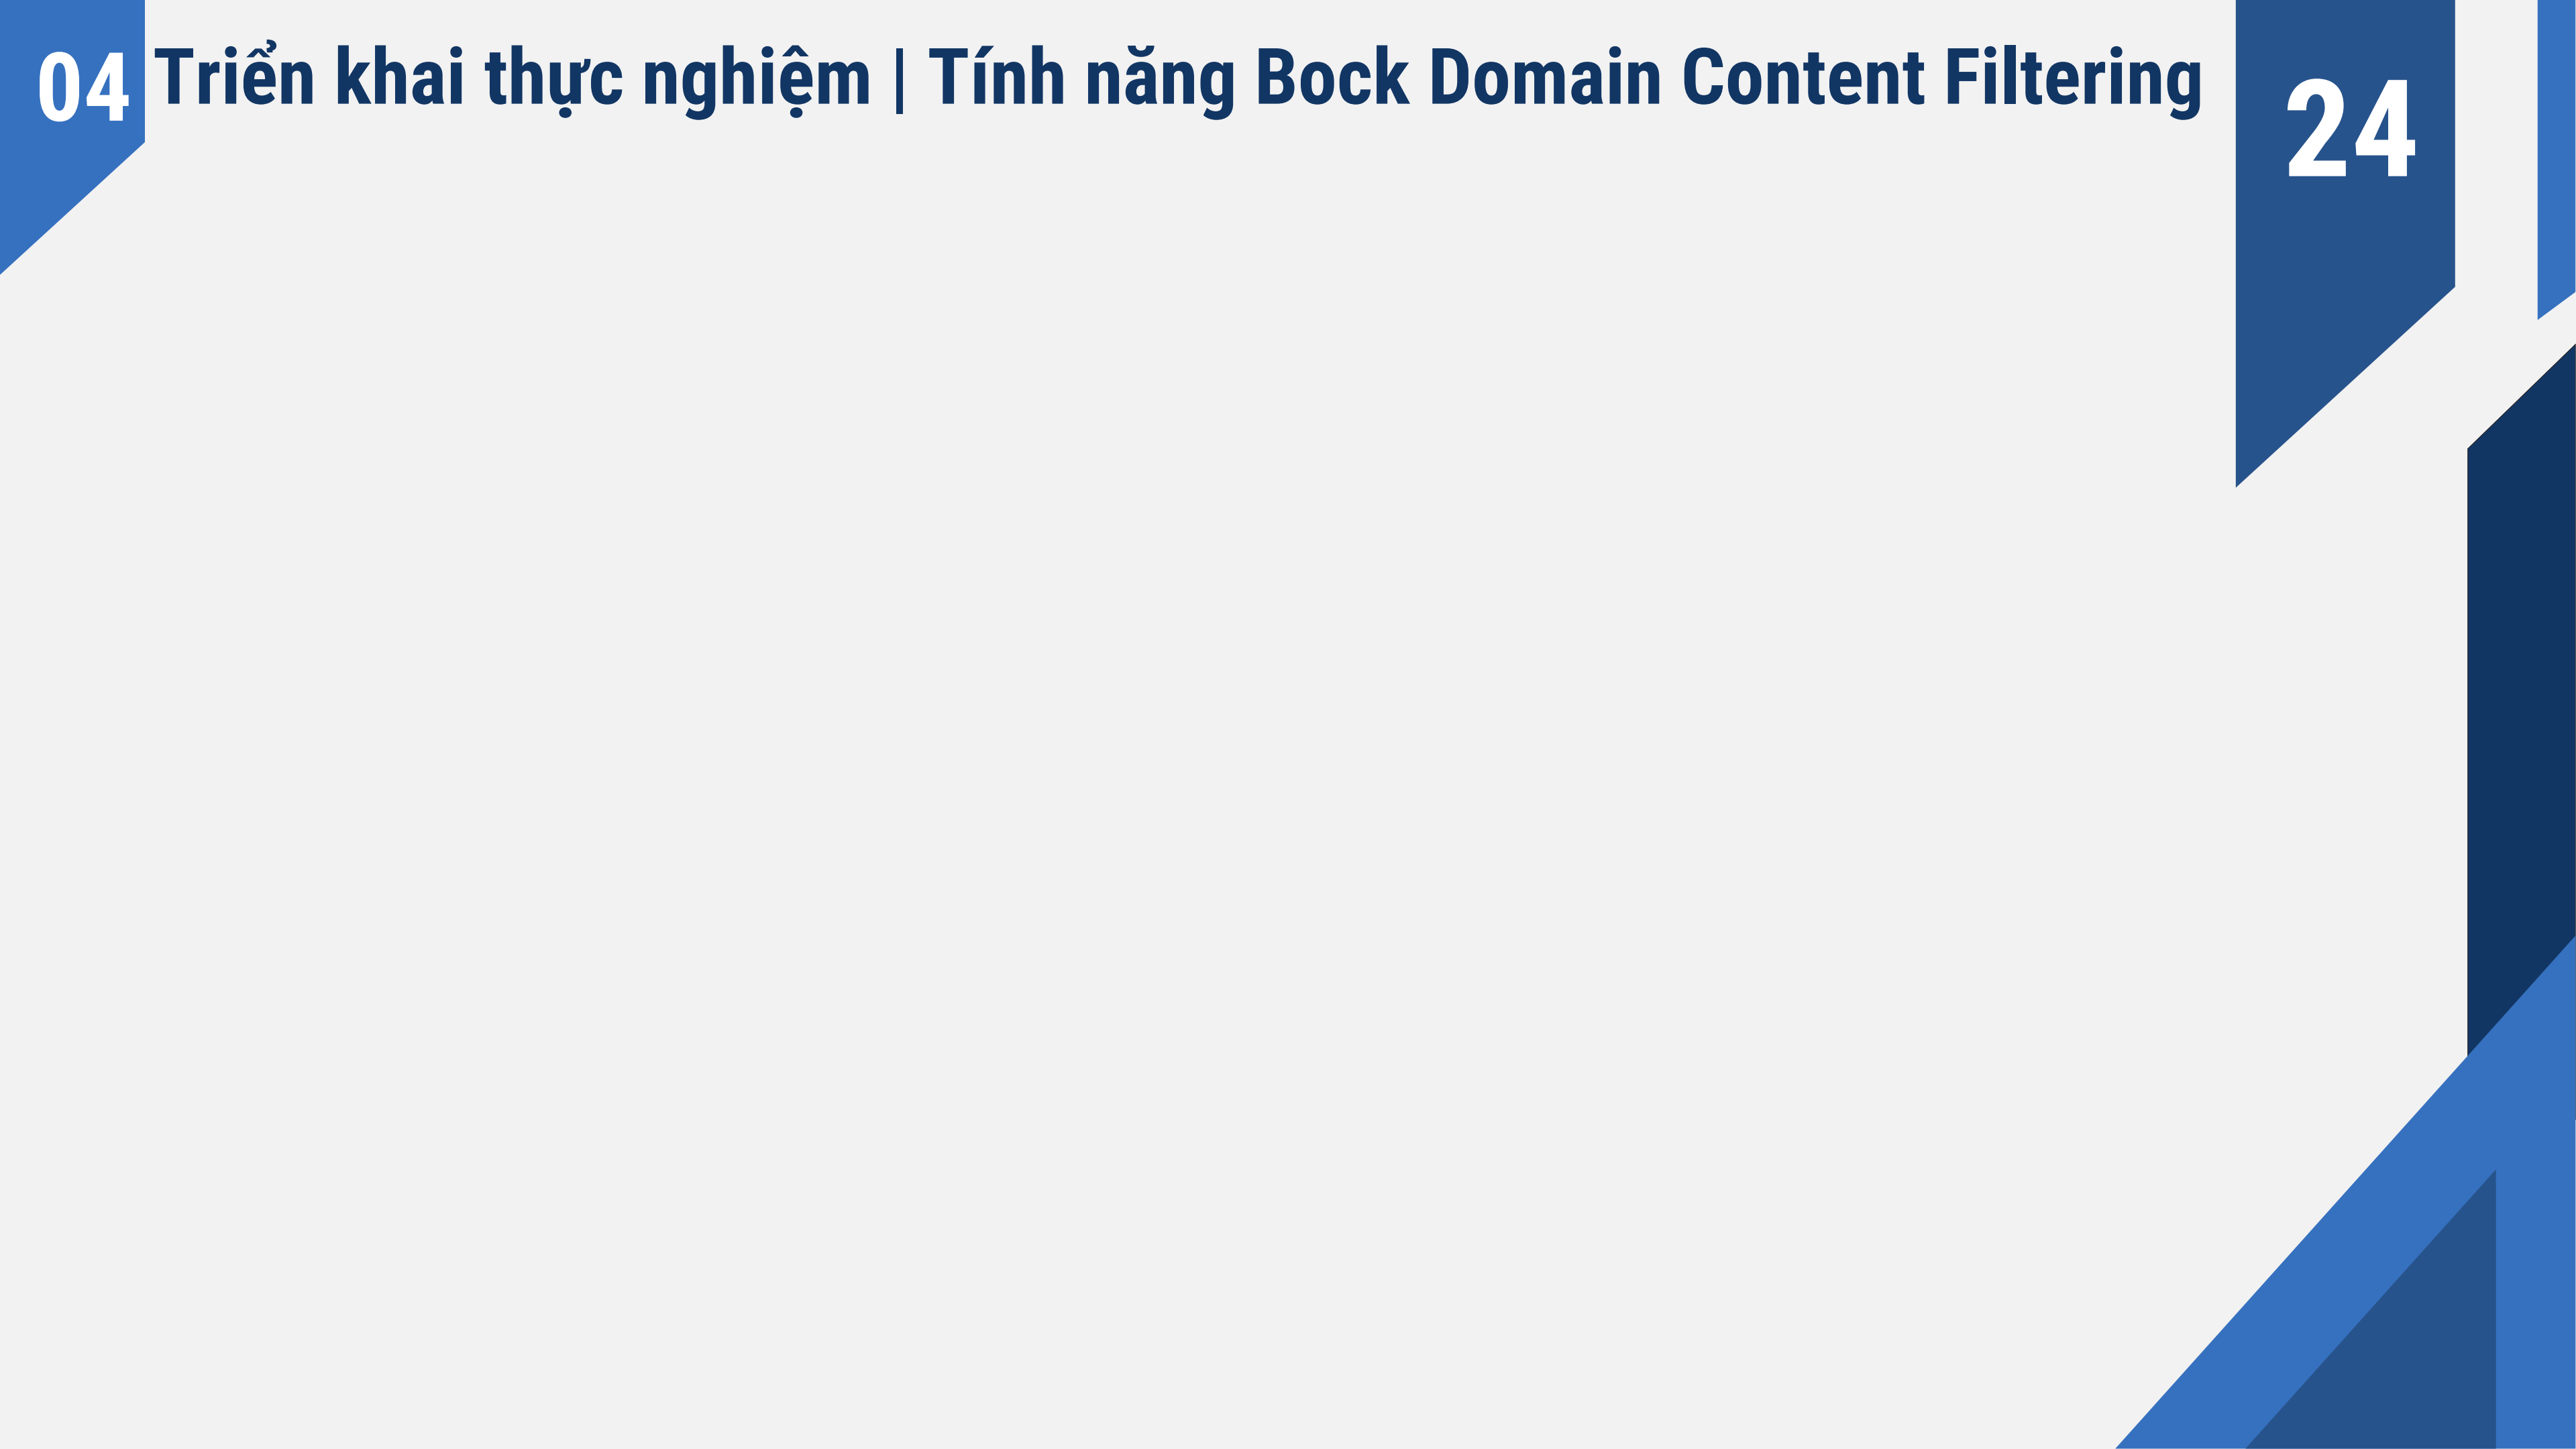 04
Triển khai thực nghiệm | Tính năng Bock Domain Content Filtering
24